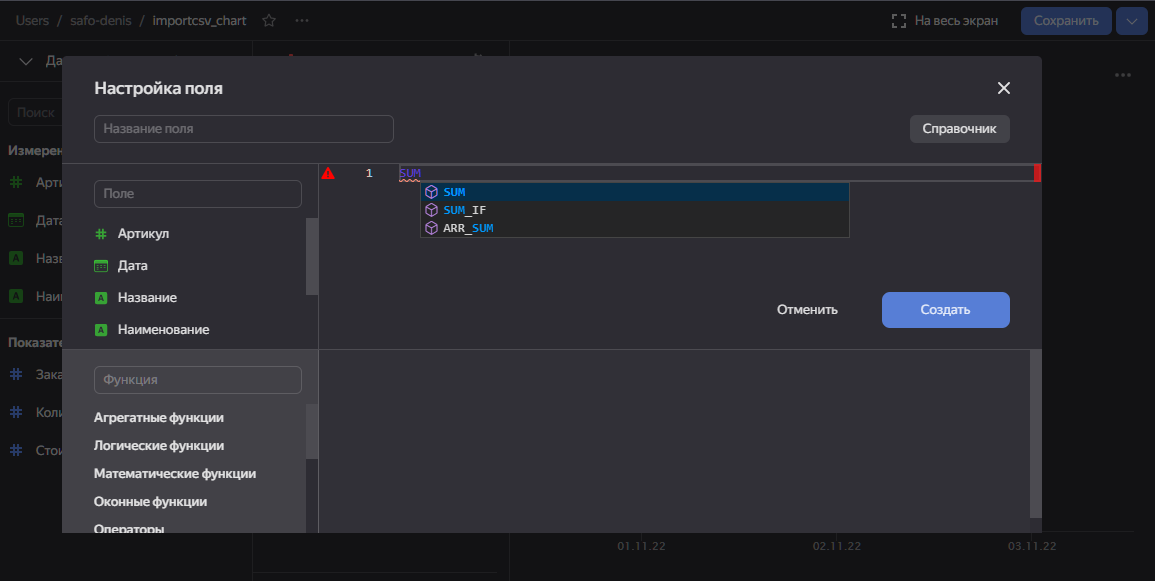 Users / safo-denis / importcsv_chart
На весь экран
Сохранить
Да
Поиск
Измерен
Арти
Дата
Назв
Наим
Показате
Зака
Коли
Стои
Настройка поля
Название поля
Справочник
Поле
Артикул
Дата
Название
Наименование
1 SUM
SUM
SUM_IF
ARR_SUM
Отменить
Создать
Функция
Агрегатные функции
Логические функции
Математические функции
Оконные функции
Операторы
01.11.22
02.11.22
03.11.22